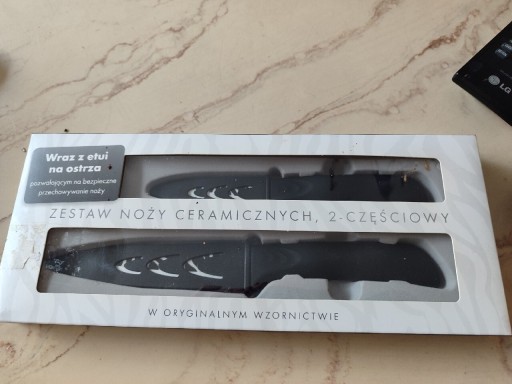 Wraz z etui
na ostrza
pozwalającym na bezpieczne
przechowywanie noży
LG
ZESTAW NOŻY CERAMICZNYCH, 2-CZĘŚCIOWY
W ORYGINALNYM WZORNICTWIE